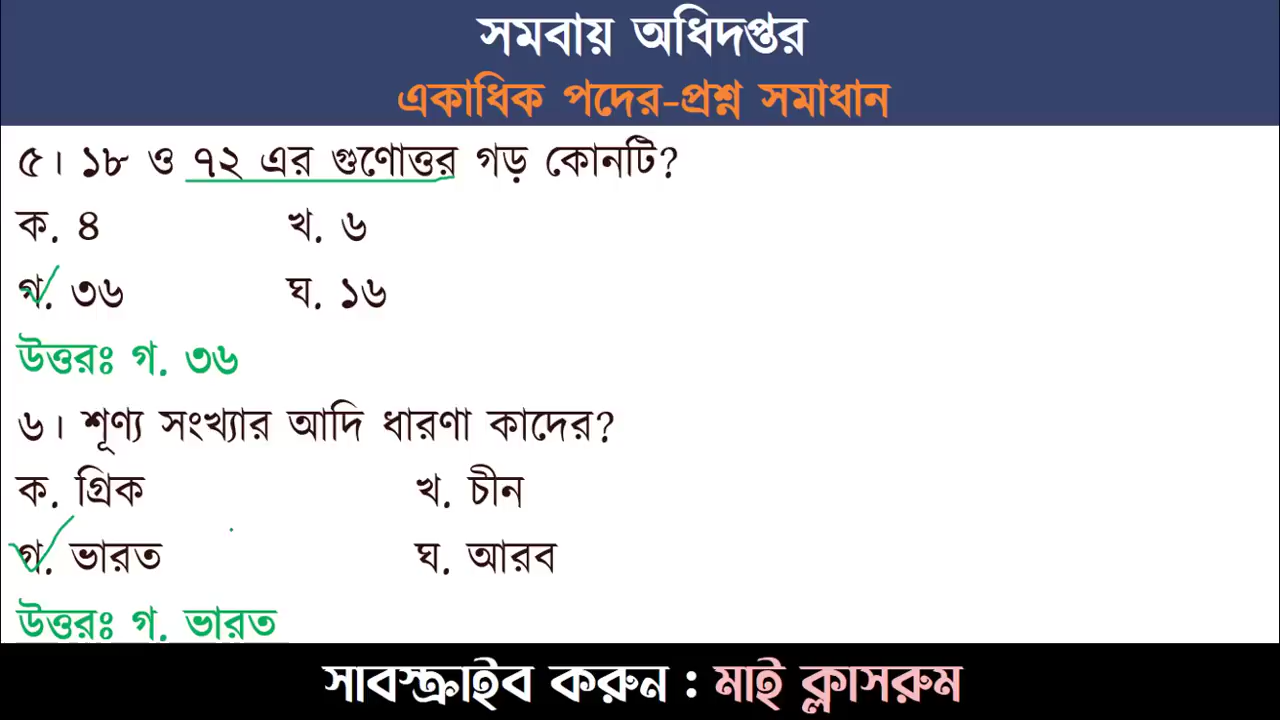 সমবায় অধিদপ্তর
একাধিক পদের-প্রশ্ন সমাধান
৫। ১৮ ও ৭২ এর গুণোত্তর গড় কোনটি?
ক. ৪ খ. ৬
গ. ৩৬ ঘ. ১৬
উত্তরঃ গ. ৩৬
৬। শূণ্য সংখ্যার আদি ধারণা কাদের?
ক. গ্রিক খ. চীন
গ. ভারত ঘ. আরব
উত্তরঃ গ. ভারত
সাবস্ক্রাইব করুন : মাই ক্লাসরুম